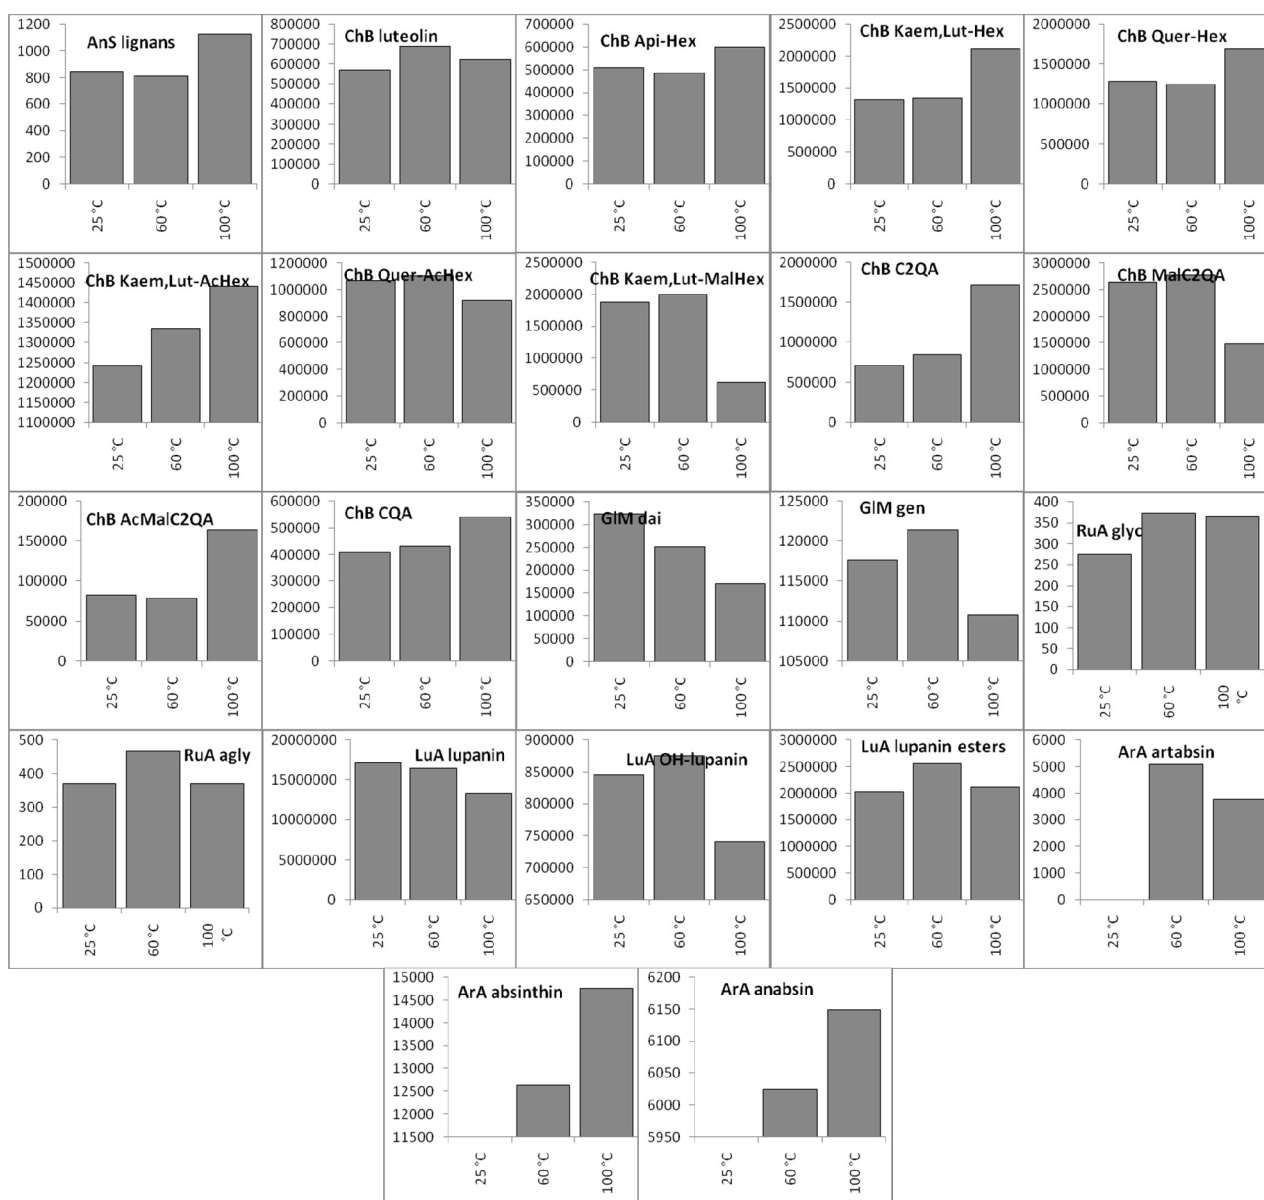 AnS lignans
1200
1000
800
600
400
200
0
25 °C
60 °C
100 °C
ChB luteolin
800000
700000
600000
500000
400000
300000
200000
100000
0
25 °C
60 °C
100 °C
ChB Api-Hex
700000
600000
500000
400000
300000
200000
100000
0
25 °C
60 °C
100 °C
ChB Kaem,Lut-Hex
2500000
2000000
1500000
1000000
500000
0
25 °C
60 °C
100 °C
ChB Quer-Hex
2000000
1500000
1000000
500000
0
25 °C
60 °C
100 °C
ChB Kaem,Lut-AcHex
1500000
1450000
1400000
1350000
1300000
1250000
1200000
1150000
1100000
25 °C
60 °C
100 °C
ChB Quer-AcHex
1200000
1000000
800000
600000
400000
200000
0
25 °C
60 °C
100 °C
ChB Kaem,Lut-MalHex
2500000
2000000
1500000
1000000
500000
0
25 °C
60 °C
100 °C
ChB C2QA
2000000
1500000
1000000
500000
0
25 °C
60 °C
100 °C
ChB MalC2QA
3000000
2500000
2000000
1500000
1000000
500000
0
25 °C
60 °C
100 °C
ChB AcMalC2QA
200000
150000
100000
50000
0
25 °C
60 °C
100 °C
ChB CQA
600000
500000
400000
300000
200000
100000
0
25 °C
60 °C
100 °C
GlM dai
350000
300000
250000
200000
150000
100000
50000
0
25 °C
60 °C
100 °C
GlM gen
125000
120000
115000
110000
105000
25 °C
60 °C
100 °C
RuA glyc
400
350
300
250
200
150
100
50
0
25 °C
60 °C
100
°C
RuA agly
500
400
300
200
100
0
25 °C
60 °C
100
°C
LuA lupanin
20000000
15000000
10000000
5000000
0
25 °C
60 °C
100 °C
LuA OH-lupanin
900000
850000
800000
750000
700000
650000
25 °C
60 °C
100 °C
LuA lupanin esters
3000000
2500000
2000000
1500000
1000000
500000
0
25 °C
60 °C
100 °C
ArA artabsin
6000
5000
4000
3000
2000
1000
0
25 °C
60 °C
100 °C
ArA absinthin
15000
14500
14000
13500
13000
12500
12000
11500
25 °C
60 °C
100 °C
ArA anabsin
6200
6150
6100
6050
6000
5950
25 °C
60 °C
100 °C